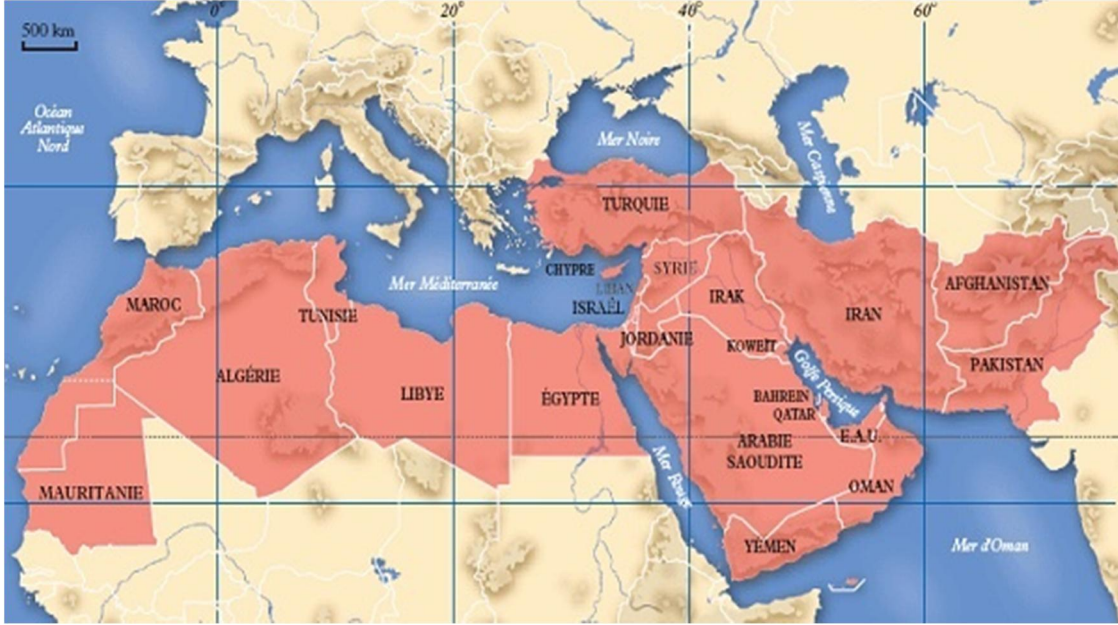 0°
20°
40°
60°
500 km
Océan
Atlantique
Nord
Mer Noire
Mer Caspienne
TURQUIE
CHYPRE
SYRIE
LIBAN
ISRAËL
Mer Méditerranée
AFGHANISTAN
MAROC
TUNISIE
IRAK
IRAN
JORDANIE
KOWEÏT
PAKISTAN
ALGÉRIE
LIBYE
ÉGYPTE
Golfe Persique
BAHREIN
QATAR
E.A.U.
ARABIE
SAOUDITE
Mer Rouge
OMAN
MAURITANIE
YÉMEN
Mer d'Oman